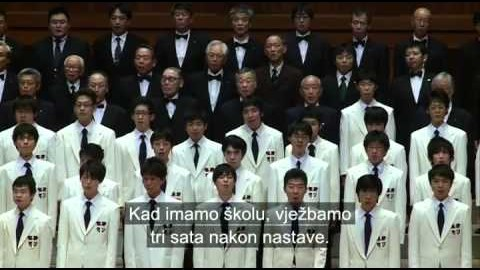 Kad imamo školu, vježbamo
tri sata nakon nastave.